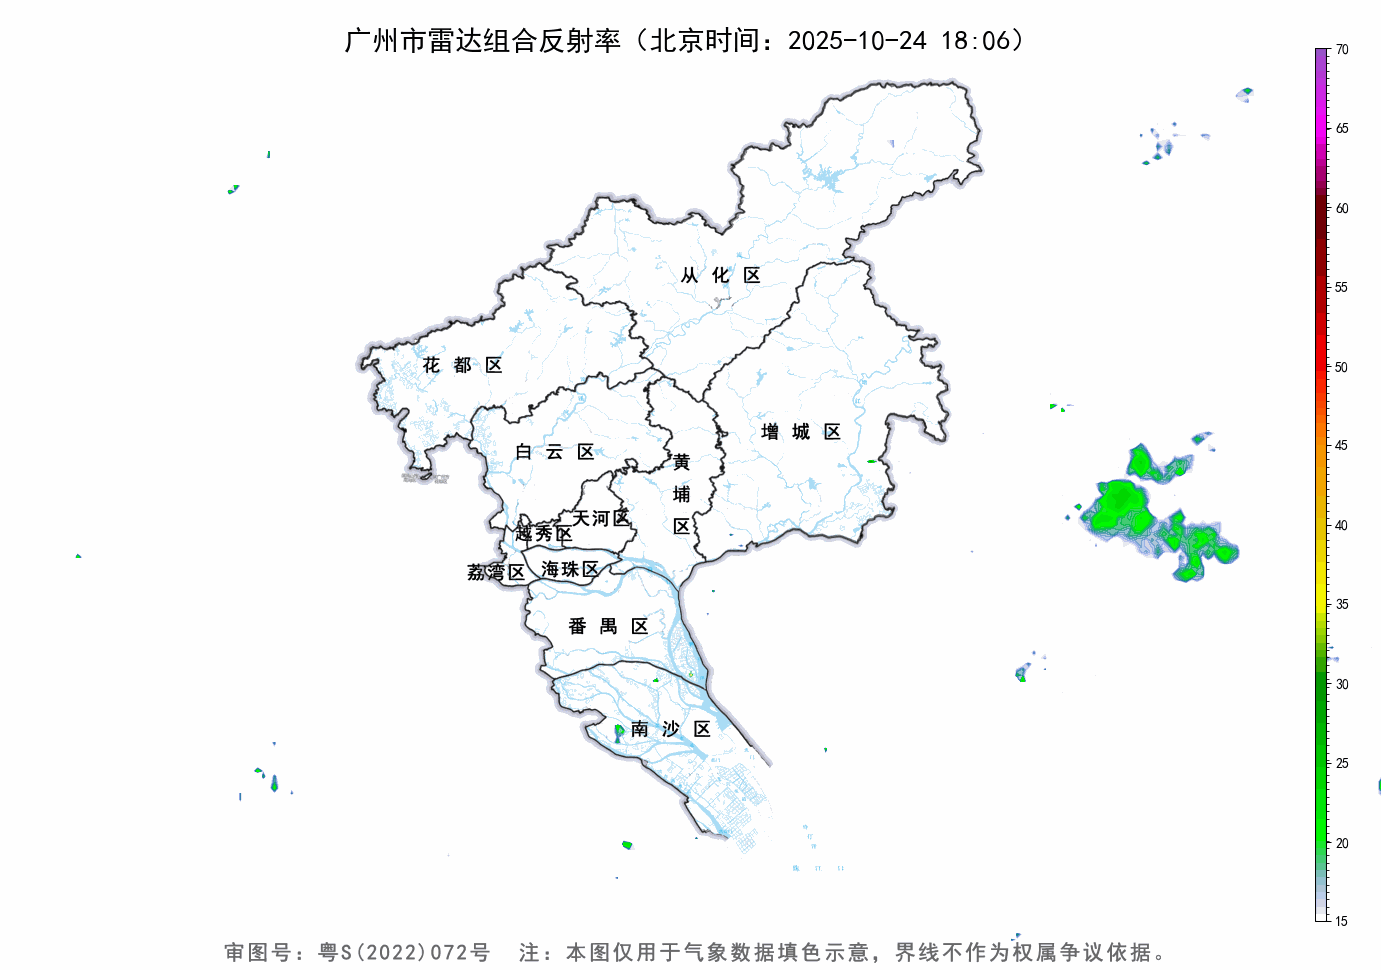 广州市雷达组合反射率（北京时间：2025-10-24 18:06）
70
65
60
55
50
45
40
35
30
25
20
15
从化区
花都区
增城区
白云区
黄埔区
天河区
越秀区
荔湾区
海珠区
番禺区
南沙区
审图号：粤S(2022)072号 注：本图仅用于气象数据填色示意，界线不作为权属争议依据。